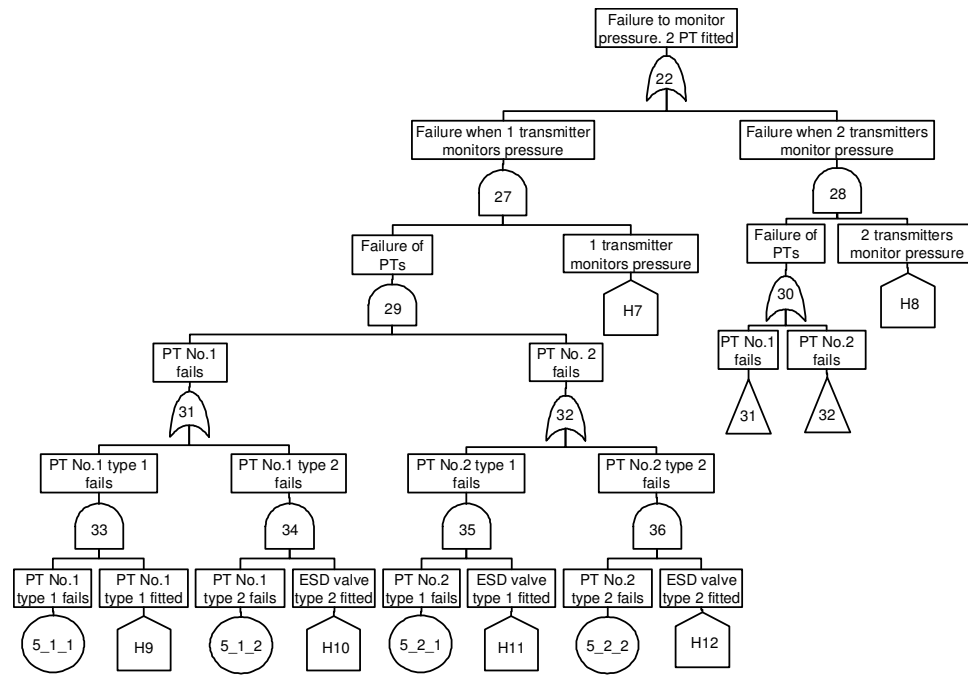 Failure to monitor
pressure. 2 PT fitted
22
Failure when 1 transmitter
monitors pressure
Failure when 2 transmitters
monitor pressure
27
28
Failure of
PTs
1 transmitter
monitors pressure
Failure of
PTs
2 transmitters
monitor pressure
29
H7
30
H8
PT No.1
fails
PT No. 2
fails
PT No.1
fails
PT No.2
fails
31
32
31
32
PT No.1 type 1
fails
PT No.1 type 2
fails
PT No.2 type 1
fails
PT No.2 type 2
fails
33
34
35
36
PT No.1
type 1 fails
PT No.1
type 1 fitted
PT No.1
type 2 fails
ESD valve
type 2 fitted
PT No.2
type 1 fails
ESD valve
type 1 fitted
PT No.2
type 2 fails
ESD valve
type 2 fitted
5_1_1
H9
5_1_2
H10
5_2_1
H11
5_2_2
H12